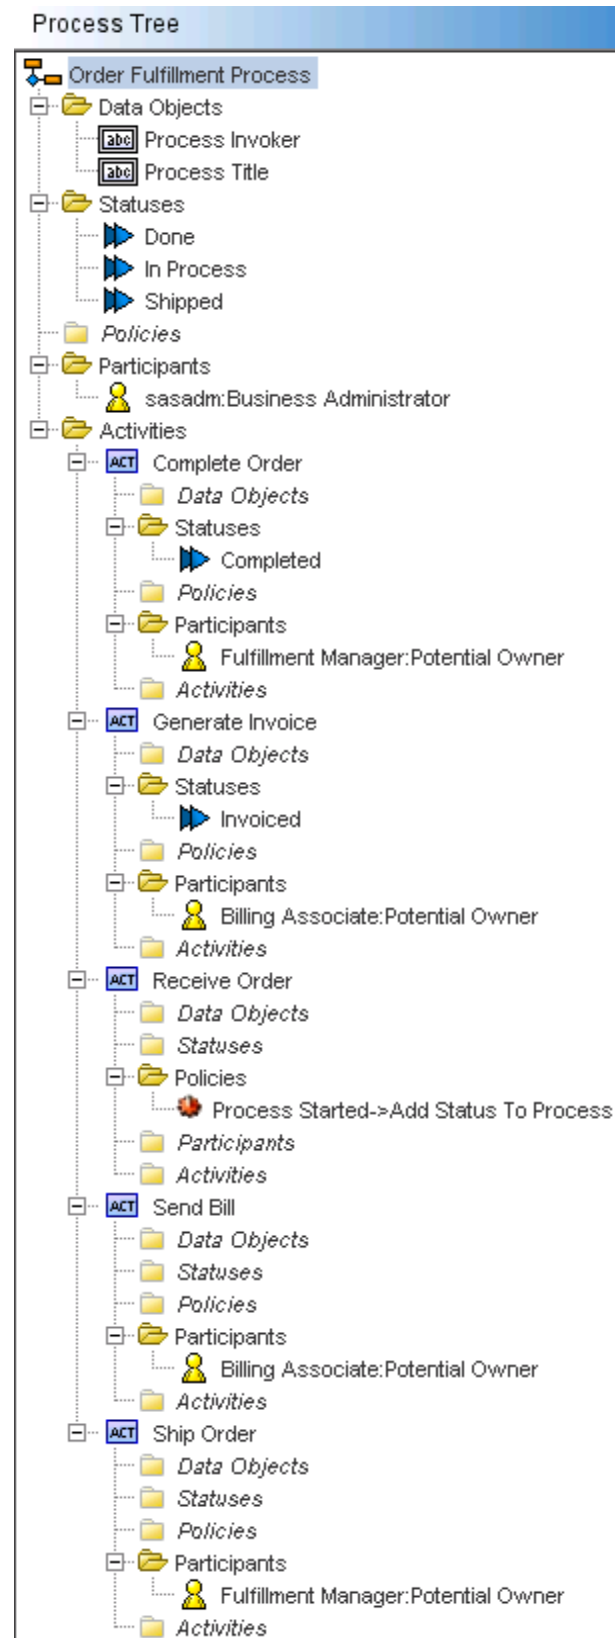 Process Tree
Order Fulfillment Process
Data Objects
abc Process Invoker
abc Process Title
Statuses
Done
In Process
Shipped
Policies
Participants
sasadm:Business Administrator
Activities
ACT Complete Order
Data Objects
Statuses
Completed
Policies
Participants
Fulfillment Manager:Potential Owner
Activities
ACT Generate Invoice
Data Objects
Statuses
Invoiced
Policies
Participants
Billing Associate:Potential Owner
Activities
ACT Receive Order
Data Objects
Statuses
Policies
Process Started->Add Status To Process
Participants
Activities
ACT Send Bill
Data Objects
Statuses
Policies
Participants
Billing Associate:Potential Owner
Activities
ACT Ship Order
Data Objects
Statuses
Policies
Participants
Fulfillment Manager:Potential Owner
Activities